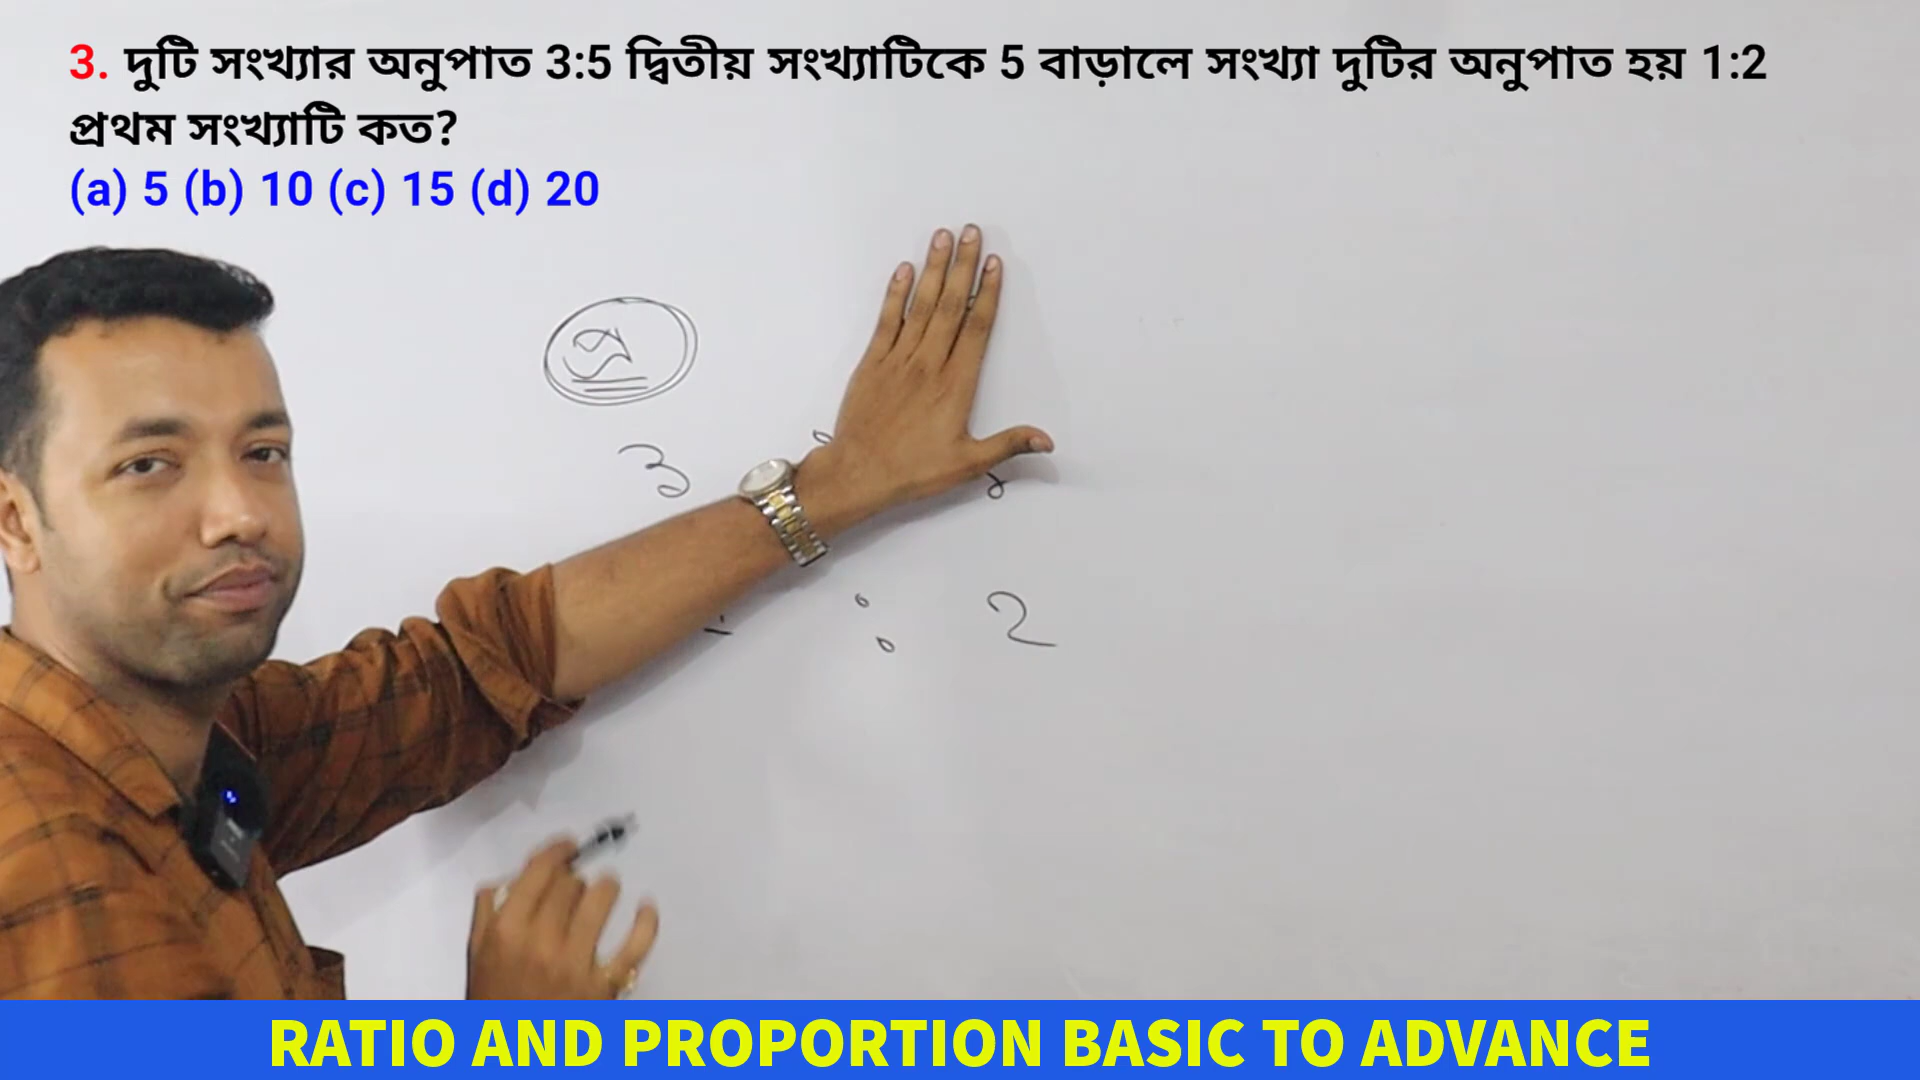 3. দুটি সংখ্যার অনুপাত 3:5 দ্বিতীয় সংখ্যাটিকে 5 বাড়ালে সংখ্যা দুটির অনুপাত হয় 1:2
প্রথম সংখ্যাটি কত?
(a) 5 (b) 10 (c) 15 (d) 20
প্র
3 :
: 2
RATIO AND PROPORTION BASIC TO ADVANCE